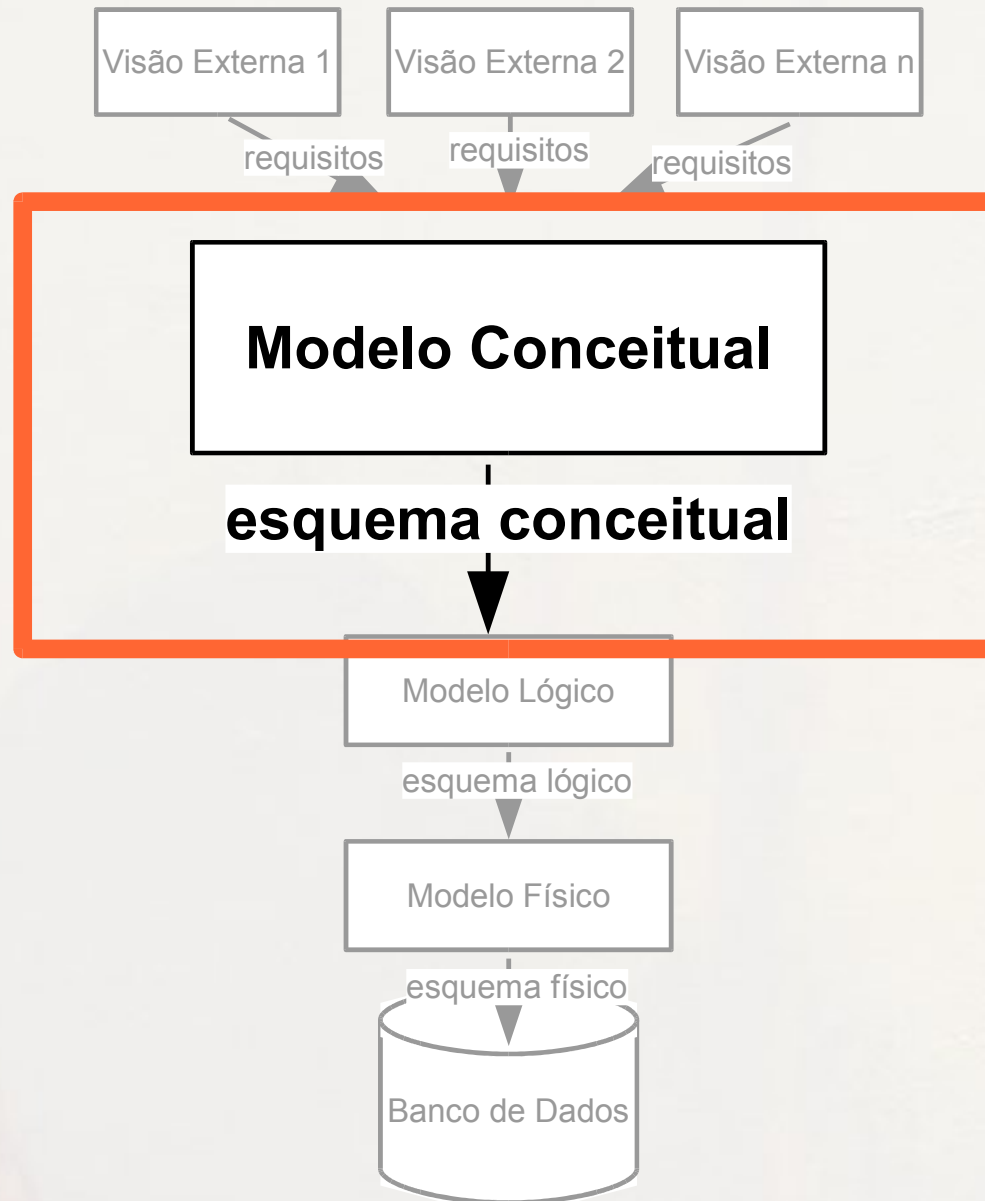 Visão Externa 1
Visão Externa 2
Visão Externa n
requisitos
requisitos
requisitos
Modelo Conceitual
esquema conceitual
Modelo Lógico
esquema lógico
Modelo Físico
esquema físico
Banco de Dados